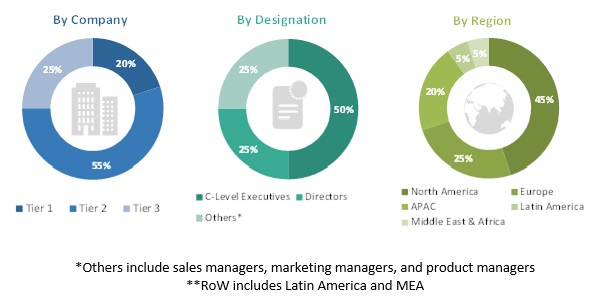 By Company
By Designation
By Region
20%
55%
25%
50%
25%
25%
45%
25%
20%
5%
5%
Tier 1
Tier 2
Tier 3
C-Level Executives
Directors
Others*
North America
Europe
APAC
Latin America
Middle East & Africa
*Others include sales managers, marketing managers, and product managers
**RoW includes Latin America and MEA